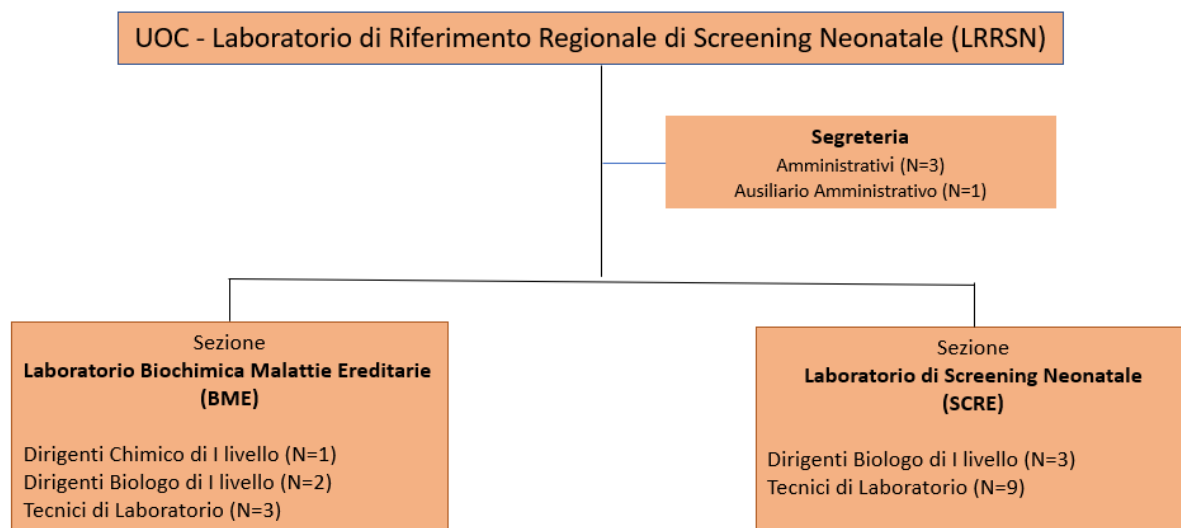 UOC - Laboratorio di Riferimento Regionale di Screening Neonatale (LRRSN)
Segreteria
Amministrativi (N=3)
Ausiliario Amministrativo (N=1)
Sezione
Laboratorio Biochimica Malattie Ereditarie
(BME)
Dirigenti Chimico di I livello (N=1)
Dirigenti Biologo di I livello (N=2)
Tecnici di Laboratorio (N=3)
Sezione
Laboratorio di Screening Neonatale
(SCRE)
Dirigenti Biologo di I livello (N=3)
Tecnici di Laboratorio (N=9)